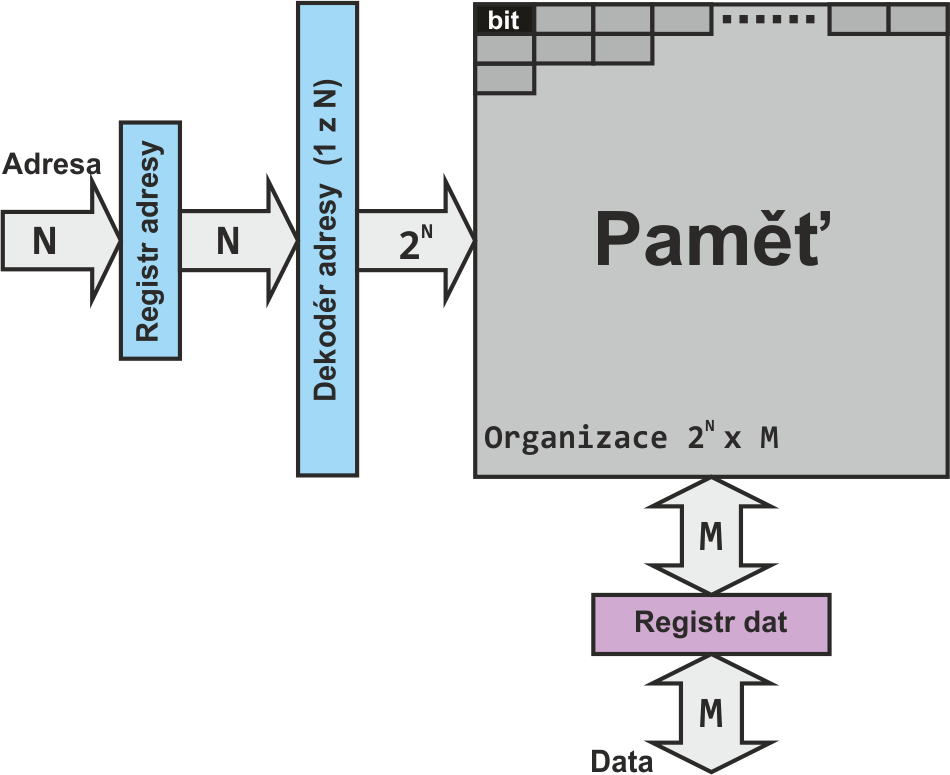 bit
Adresa
N
Registr adresy
N
Dekodér adresy (1 z N)
2ᴺ
Paměť
Organizace 2ᴺ x M
M
Registr dat
M
Data